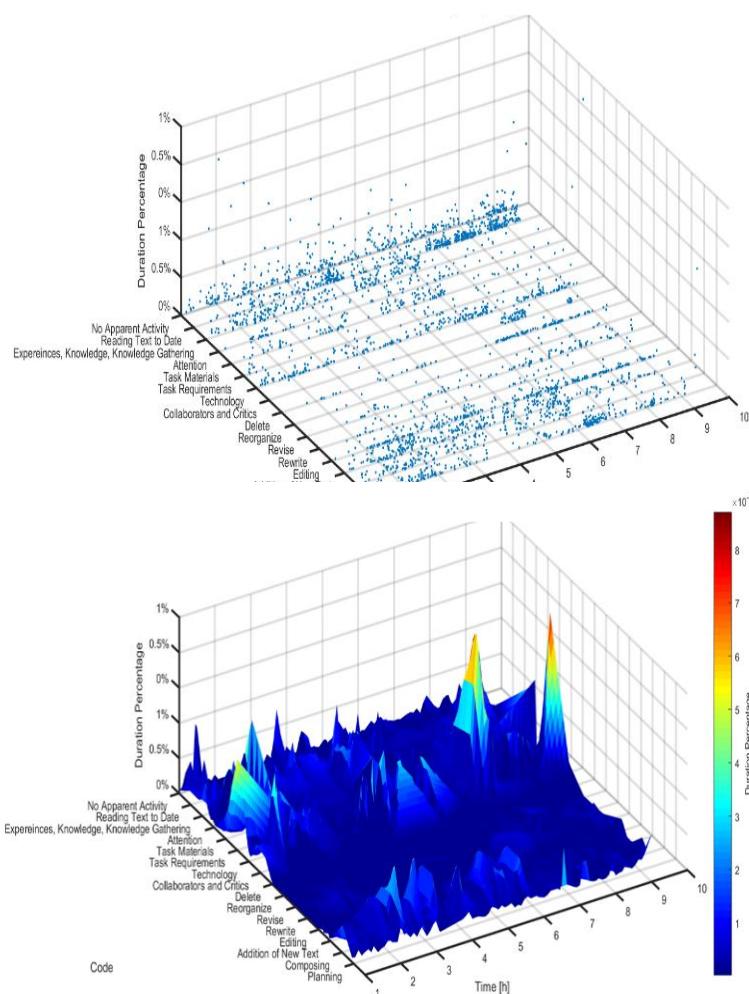 1%
0.5%
0%
1%
0.5%
0%
Duration Percentage
No Apparent Activity
Reading Text to Date
Expereinces, Knowledge, Knowledge Gathering
Attention
Task Materials
Task Requirements
Technology
Collaborators and Critics
Delete
Reorganize
Revise
Rewrite
Editing
5
6
7
8
9
10
1%
0.5%
0%
1%
0.5%
0%
Duration Percentage
No Apparent Activity
Reading Text to Date
Expereinces, Knowledge, Knowledge Gathering
Attention
Task Materials
Task Requirements
Technology
Collaborators and Critics
Delete
Reorganize
Revise
Rewrite
Editing
Addition of New Text
Composing
Planning
Code
1
2
3
4
5
6
7
8
9
10
Time [h]
×10
8
7
6
5
4
3
2
1
Duration Percentage